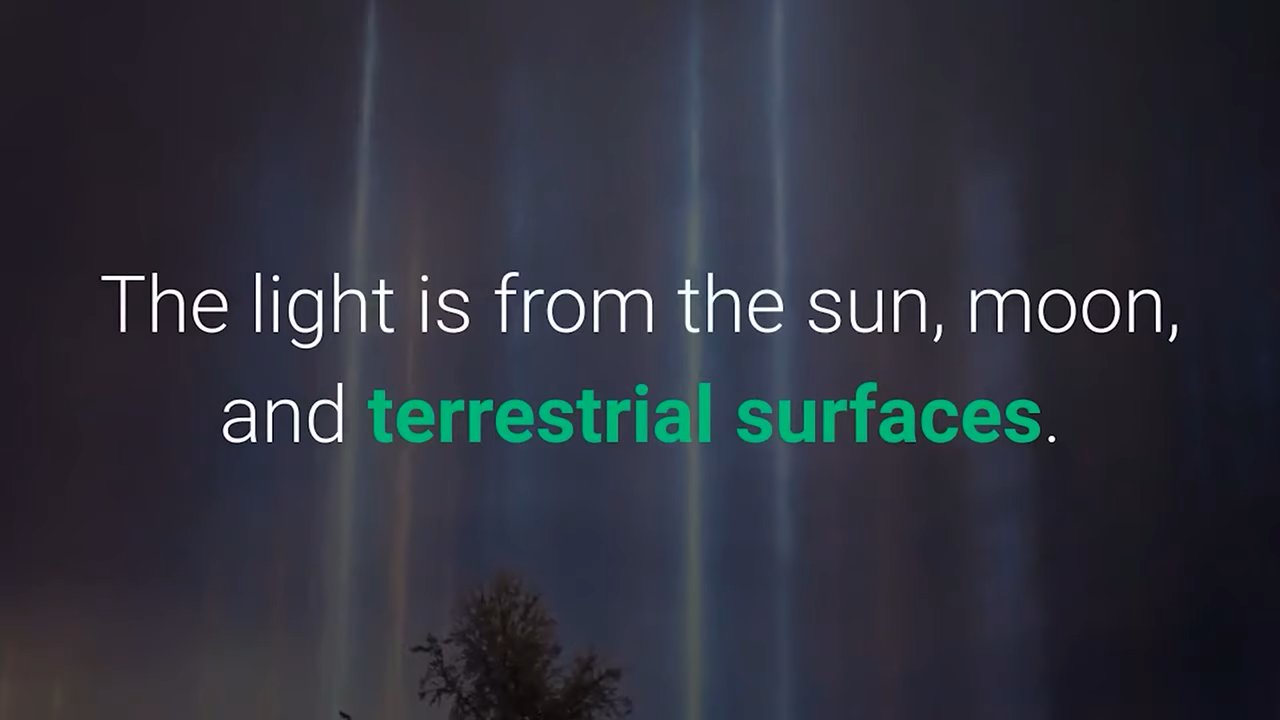 The light is from the sun, moon,
and terrestrial surfaces.